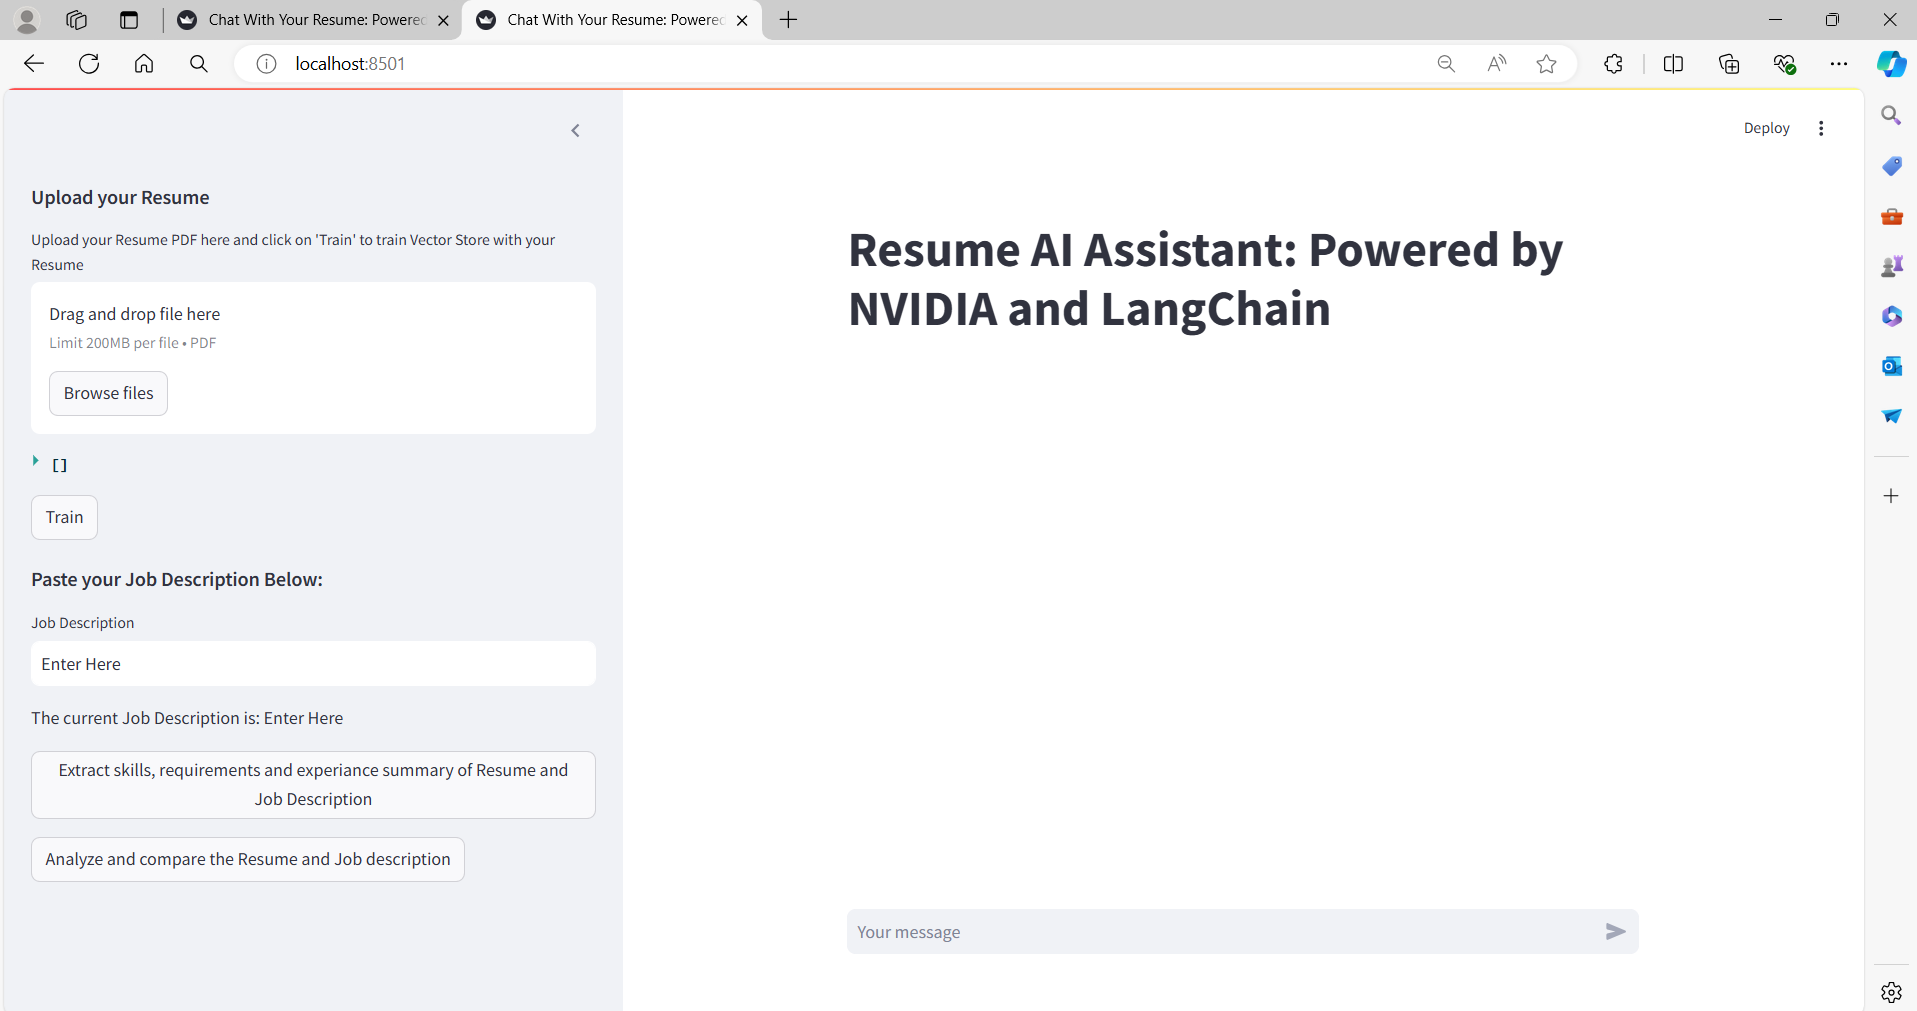 Chat With Your Resume: Powered
Chat With Your Resume: Powered
localhost:8501
Deploy
Upload your Resume
Upload your Resume PDF here and click on 'Train' to train Vector Store with your
Resume
Drag and drop file here
Limit 200MB per file • PDF
Browse files
[]
Train
Paste your Job Description Below:
Job Description
Enter Here
The current Job Description is: Enter Here
Extract skills, requirements and experiance summary of Resume and
Job Description
Analyze and compare the Resume and Job description
Resume AI Assistant: Powered by
NVIDIA and LangChain
Your message